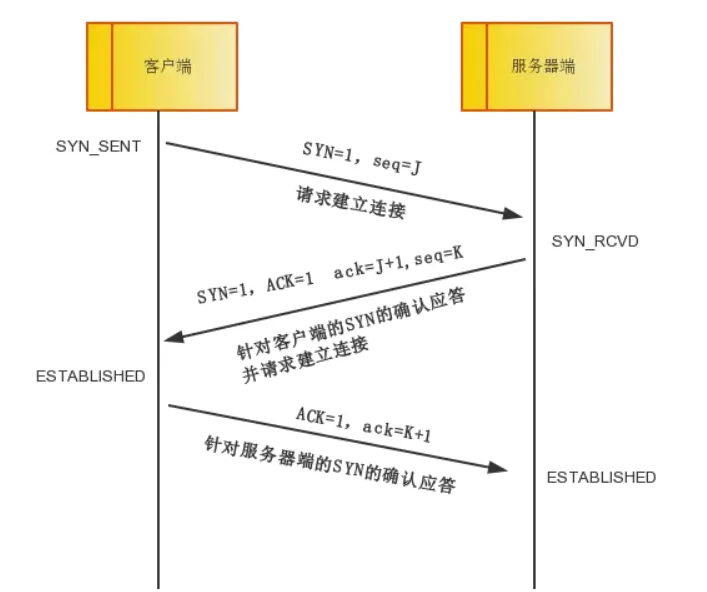 客户端
服务器端
SYN_SENT
SYN=1, seq=J
请求建立连接
SYN_RCVD
SYN=1, ACK=1 ack=J+1,seq=K
针对客户端的SYN的确认应答
并请求建立连接
ESTABLISHED
ACK=1, ack=K+1
针对服务器端的SYN的确认应答
ESTABLISHED